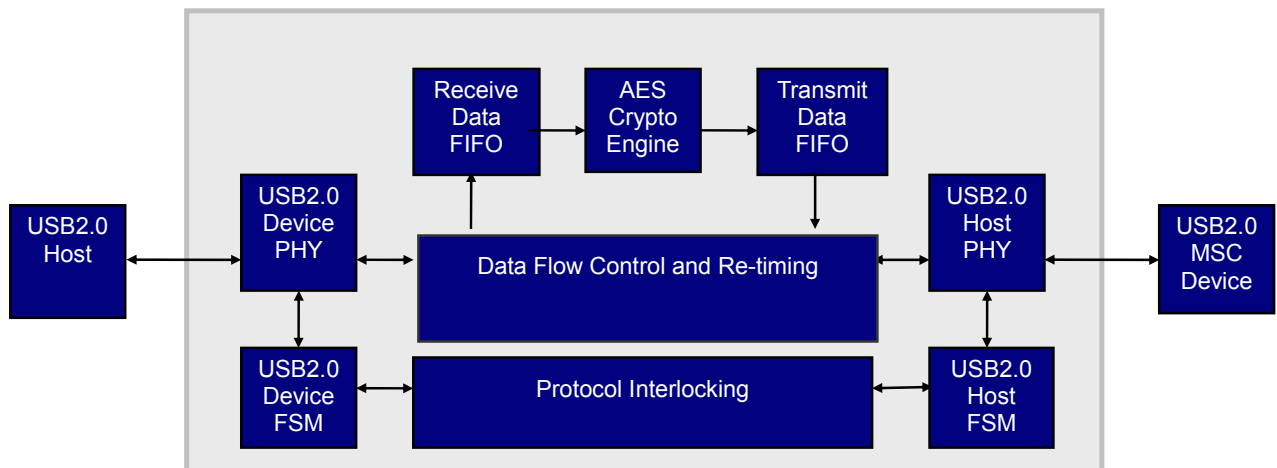 Receive
Data
FIFO
AES
Crypto
Engine
Transmit
Data
FIFO
USB2.0
Host
USB2.0
Device
PHY
Data Flow Control and Re-timing
USB2.0
Host
PHY
USB2.0
MSC
Device
USB2.0
Device
FSM
Protocol Interlocking
USB2.0
Host
FSM